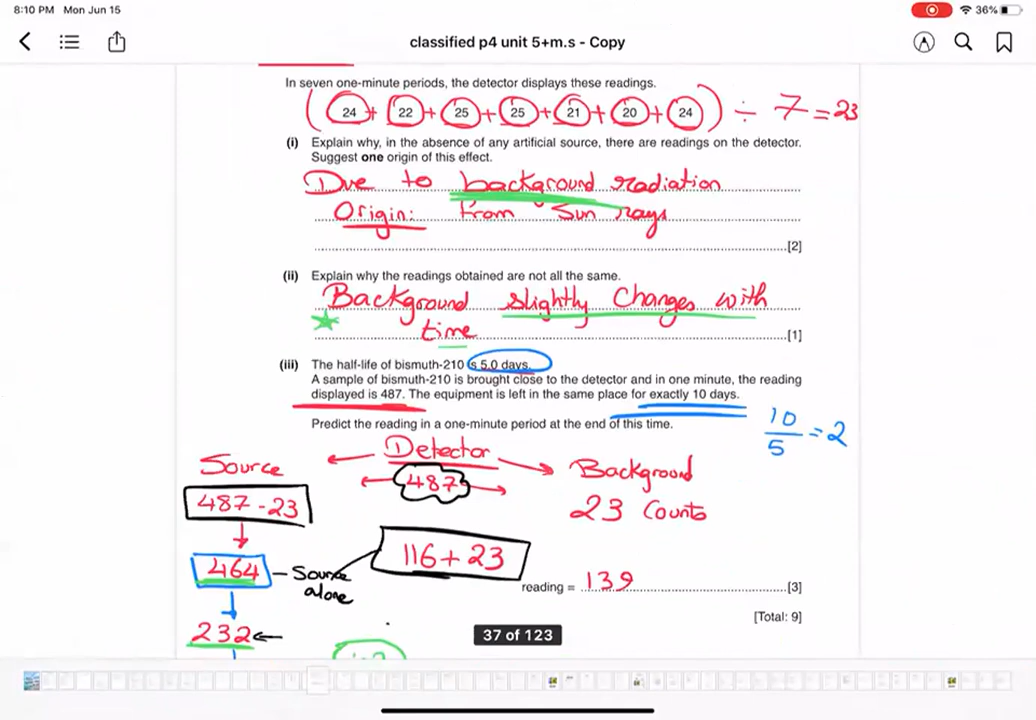 8:10 PM Mon Jun 15
36%
classified p4 unit 5+m.s - Copy
In seven one-minute periods, the detector displays these readings.
(24 + 22 + 25 + 25 + 21 + 20 + 24) ÷ 7 = 23
(i) Explain why, in the absence of any artificial source, there are readings on the detector.
Suggest one origin of this effect.
Due to background radiation
Origin: from Sun rays
[2]
(ii) Explain why the readings obtained are not all the same.
Background slightly Changes with
time
[1]
(iii) The half-life of bismuth-210 is 5.0 days.
A sample of bismuth-210 is brought close to the detector and in one minute, the reading
displayed is 487. The equipment is left in the same place for exactly 10 days.
Predict the reading in a one-minute period at the end of this time.
10/5 = 2
Detector
Source
487
Background
487 - 23
23 Counts
464
Source
alone
116 + 23
reading = 139 [3]
[Total: 9]
232
37 of 123